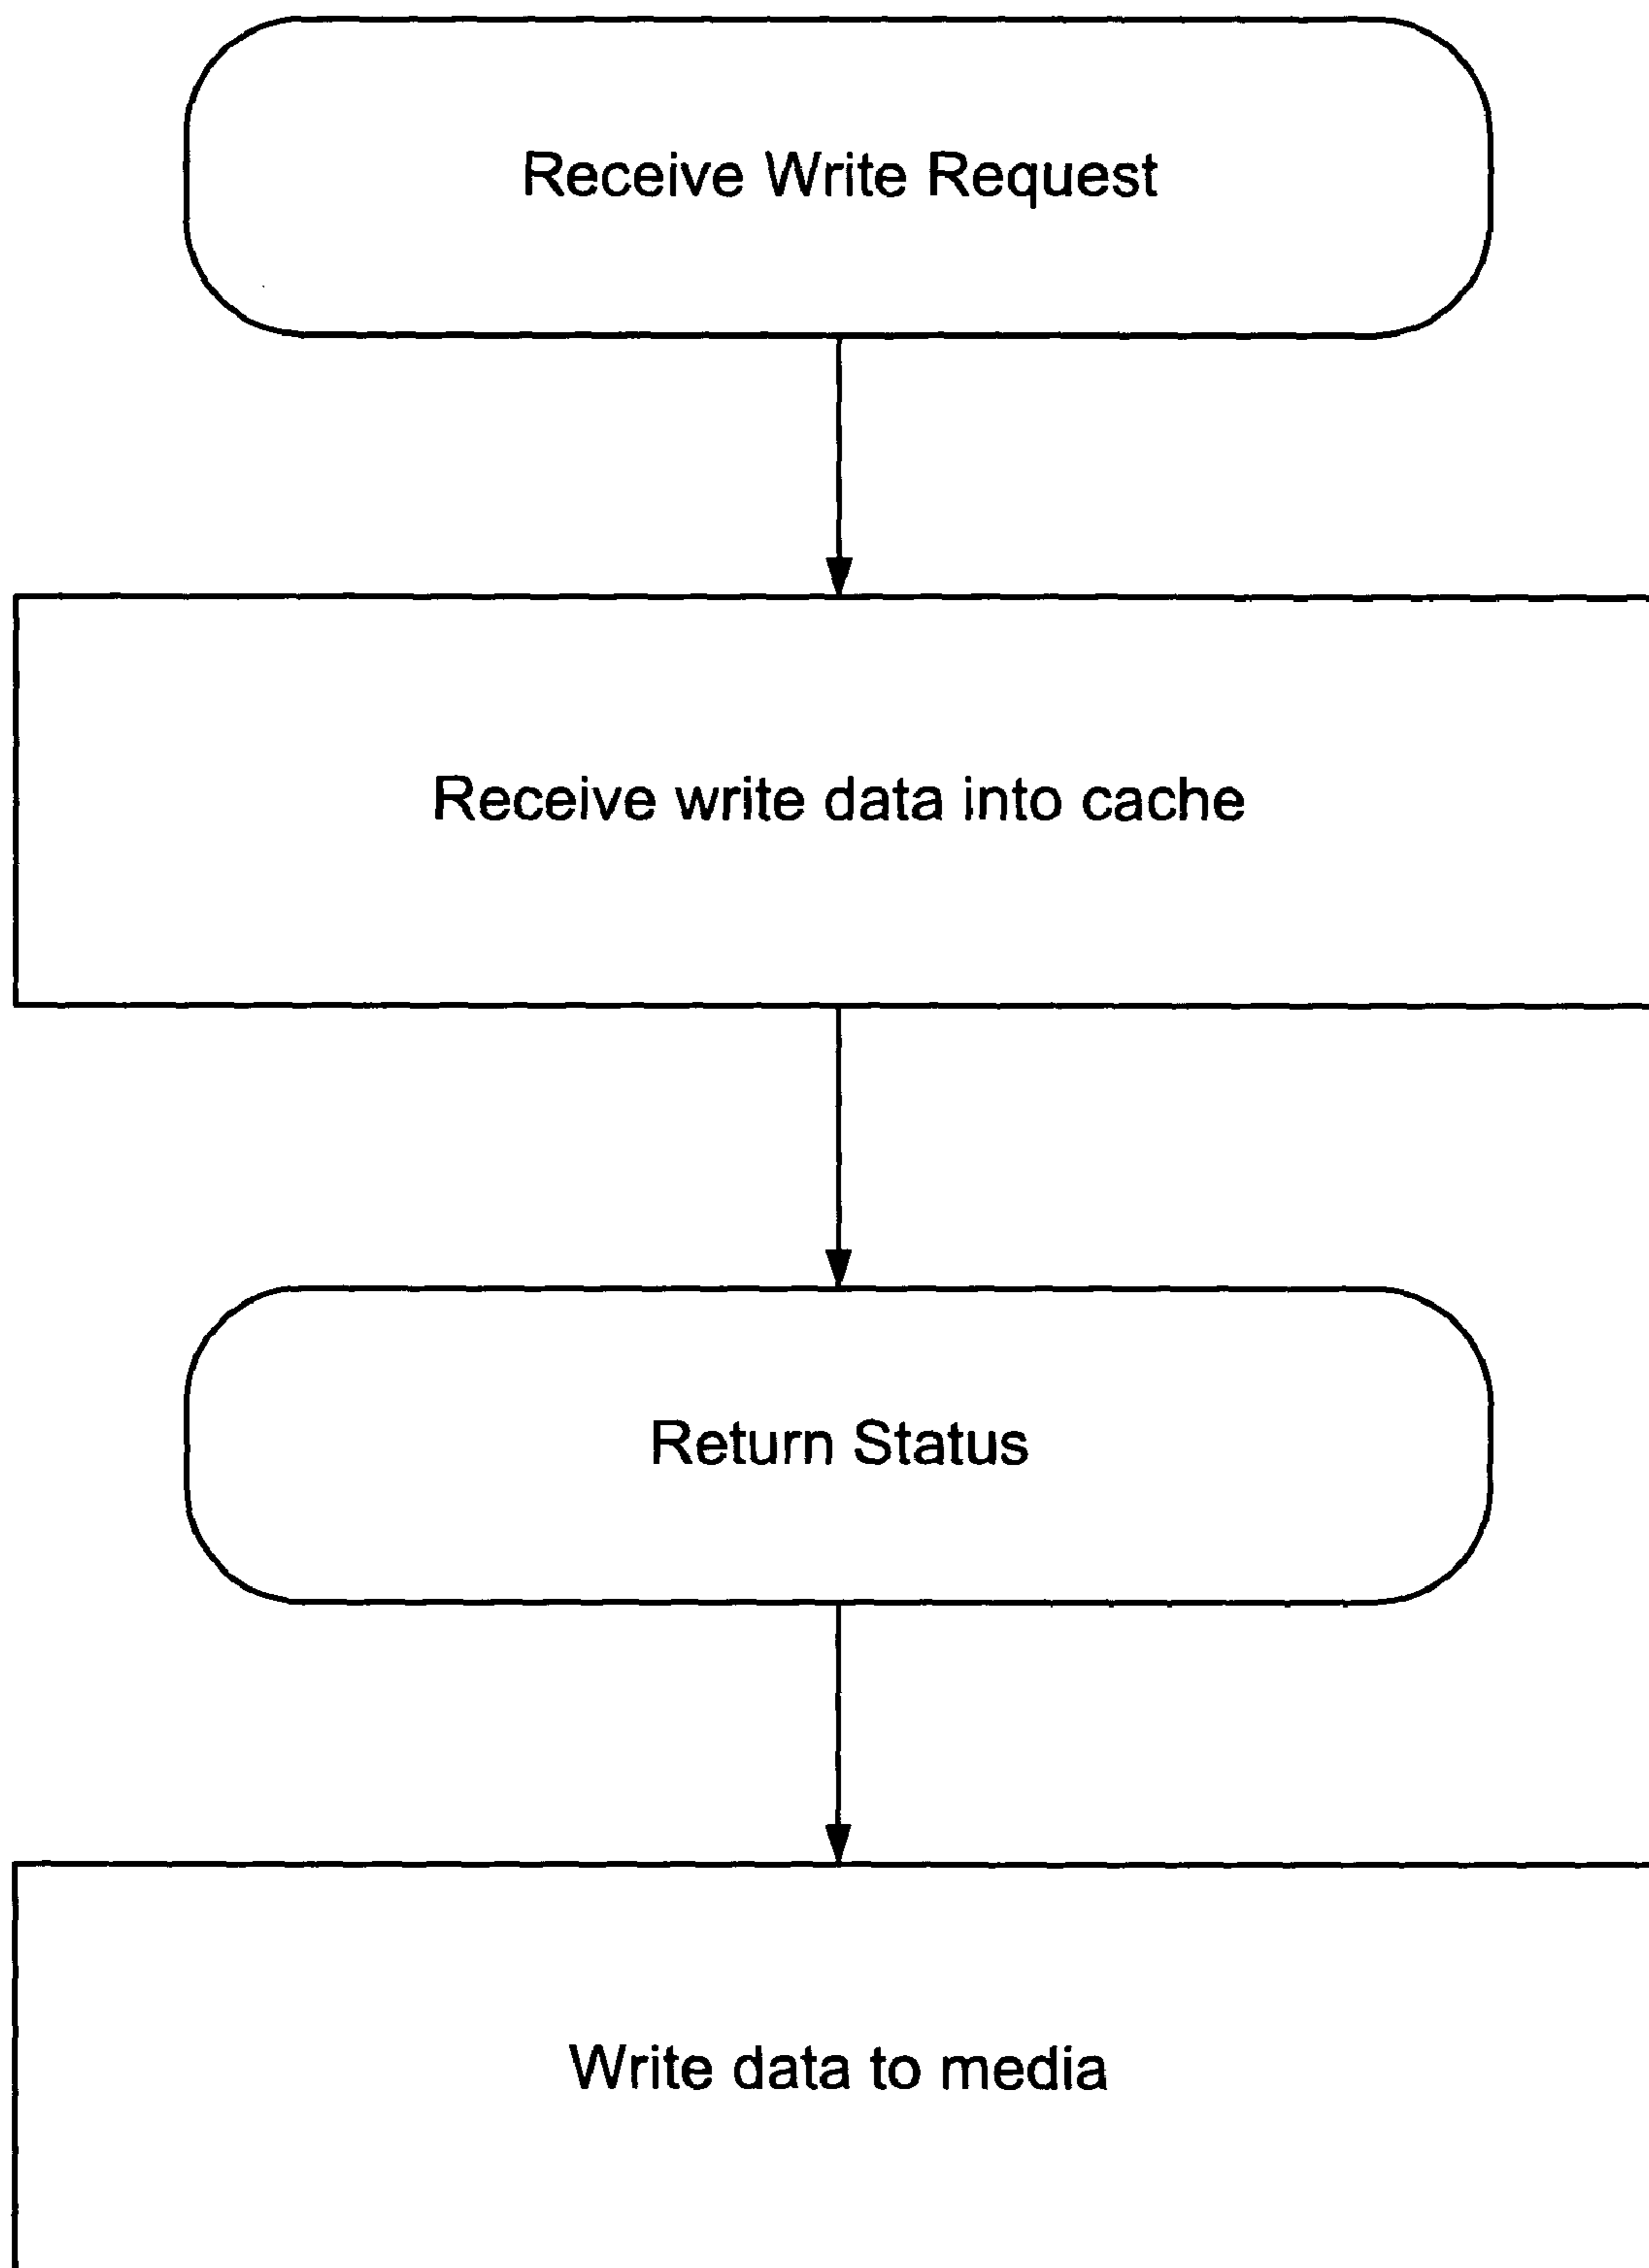 Receive Write Request
Receive write data into cache
Return Status
Write data to media